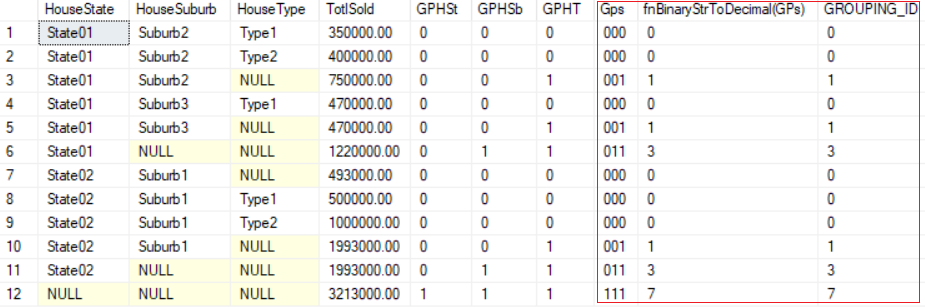 HouseState HouseSuburb HouseType TotlSold GPHSt GPHSb GPHT Gps fnBinaryStrToDecimal(GPs) GROUPING_ID
1 State01 Suburb2 Type1 350000.00 0 0 0 000 0 0
2 State01 Suburb2 Type2 400000.00 0 0 0 000 0 0
3 State01 Suburb2 NULL 750000.00 0 0 1 001 1 1
4 State01 Suburb3 Type1 470000.00 0 0 0 000 0 0
5 State01 Suburb3 NULL 470000.00 0 0 1 001 1 1
6 State01 NULL NULL 1220000.00 0 1 1 011 3 3
7 State02 Suburb1 NULL 493000.00 0 0 0 000 0 0
8 State02 Suburb1 Type1 500000.00 0 0 0 000 0 0
9 State02 Suburb1 Type2 1000000.00 0 0 0 000 0 0
10 State02 Suburb1 NULL 1993000.00 0 0 1 001 1 1
11 State02 NULL NULL 1993000.00 0 1 1 011 3 3
12 NULL NULL NULL 3213000.00 1 1 1 111 7 7